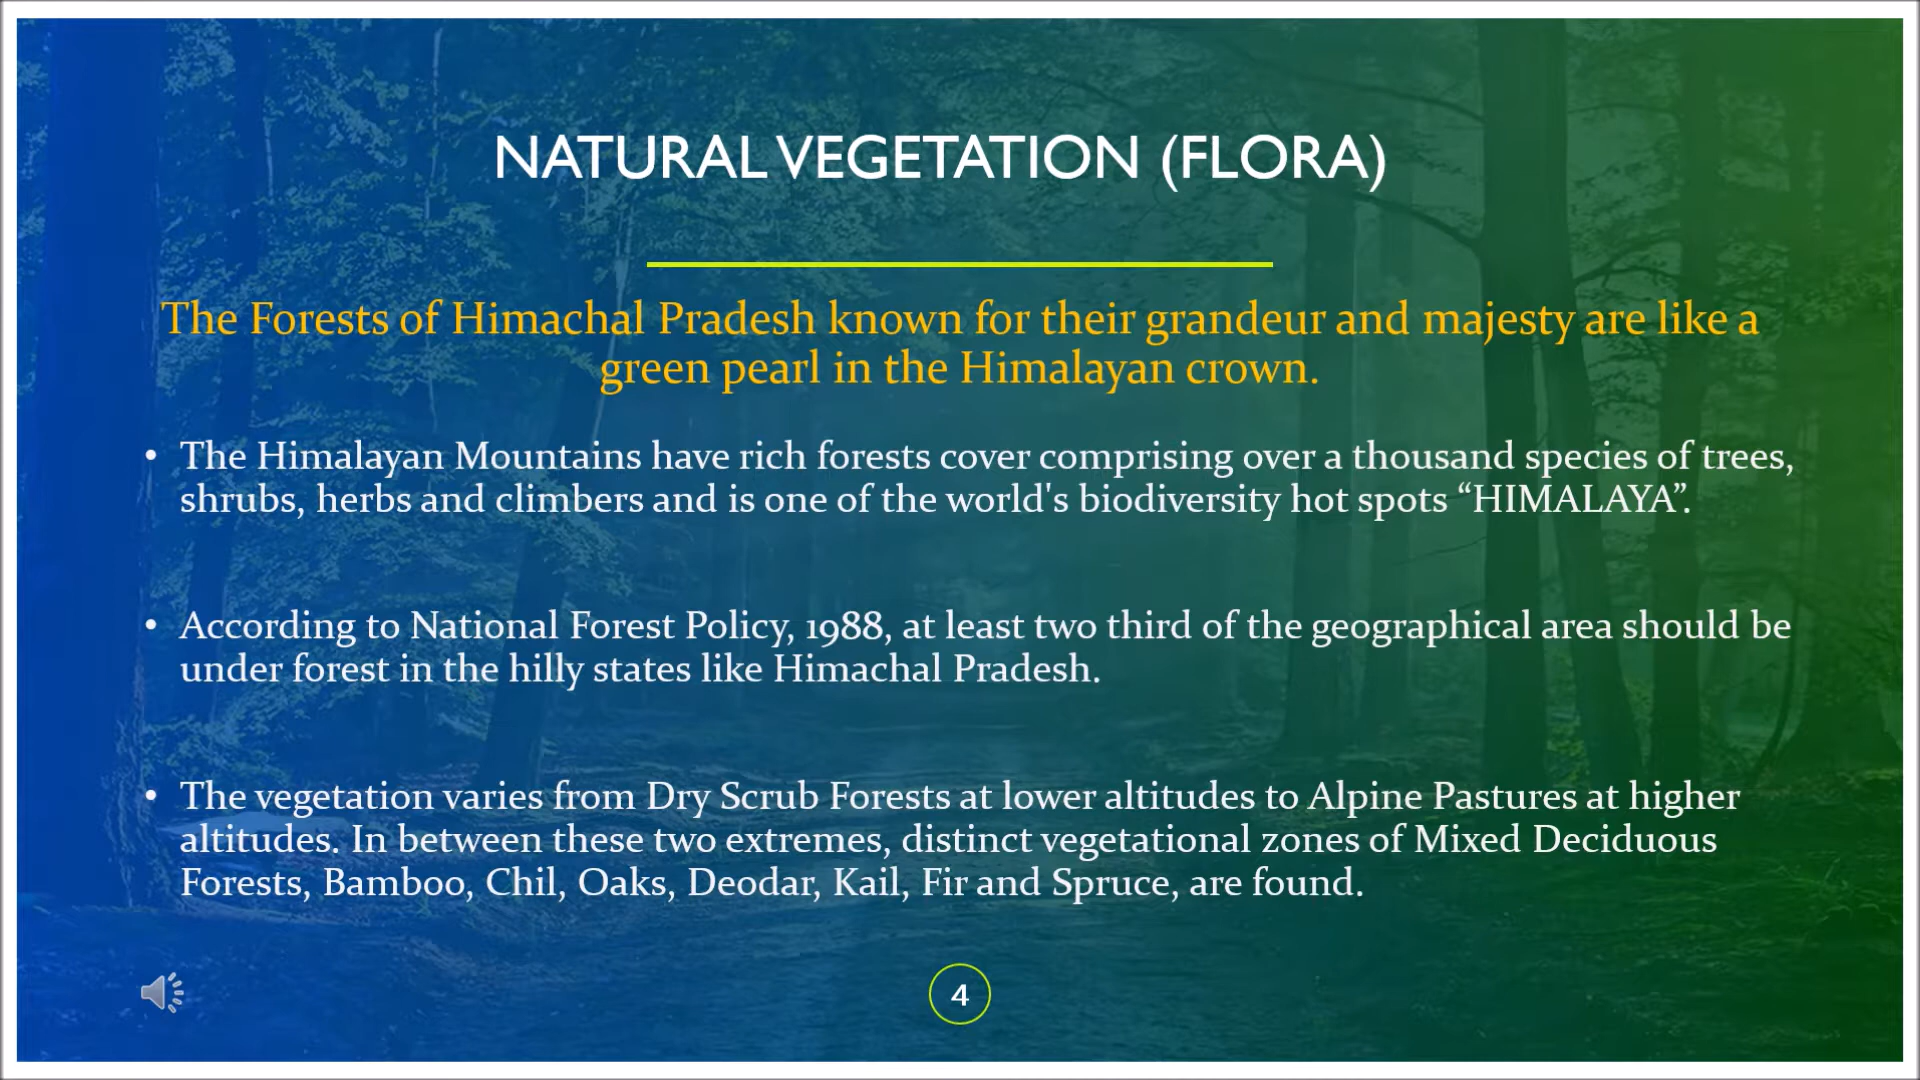 NATURAL VEGETATION (FLORA)
The Forests of Himachal Pradesh known for their grandeur and majesty are like a
green pearl in the Himalayan crown.
• The Himalayan Mountains have rich forests cover comprising over a thousand species of trees,
shrubs, herbs and climbers and is one of the world's biodiversity hot spots “HIMALAYA”.
• According to National Forest Policy, 1988, at least two third of the geographical area should be
under forest in the hilly states like Himachal Pradesh.
• The vegetation varies from Dry Scrub Forests at lower altitudes to Alpine Pastures at higher
altitudes. In between these two extremes, distinct vegetational zones of Mixed Deciduous
Forests, Bamboo, Chil, Oaks, Deodar, Kail, Fir and Spruce, are found.
4